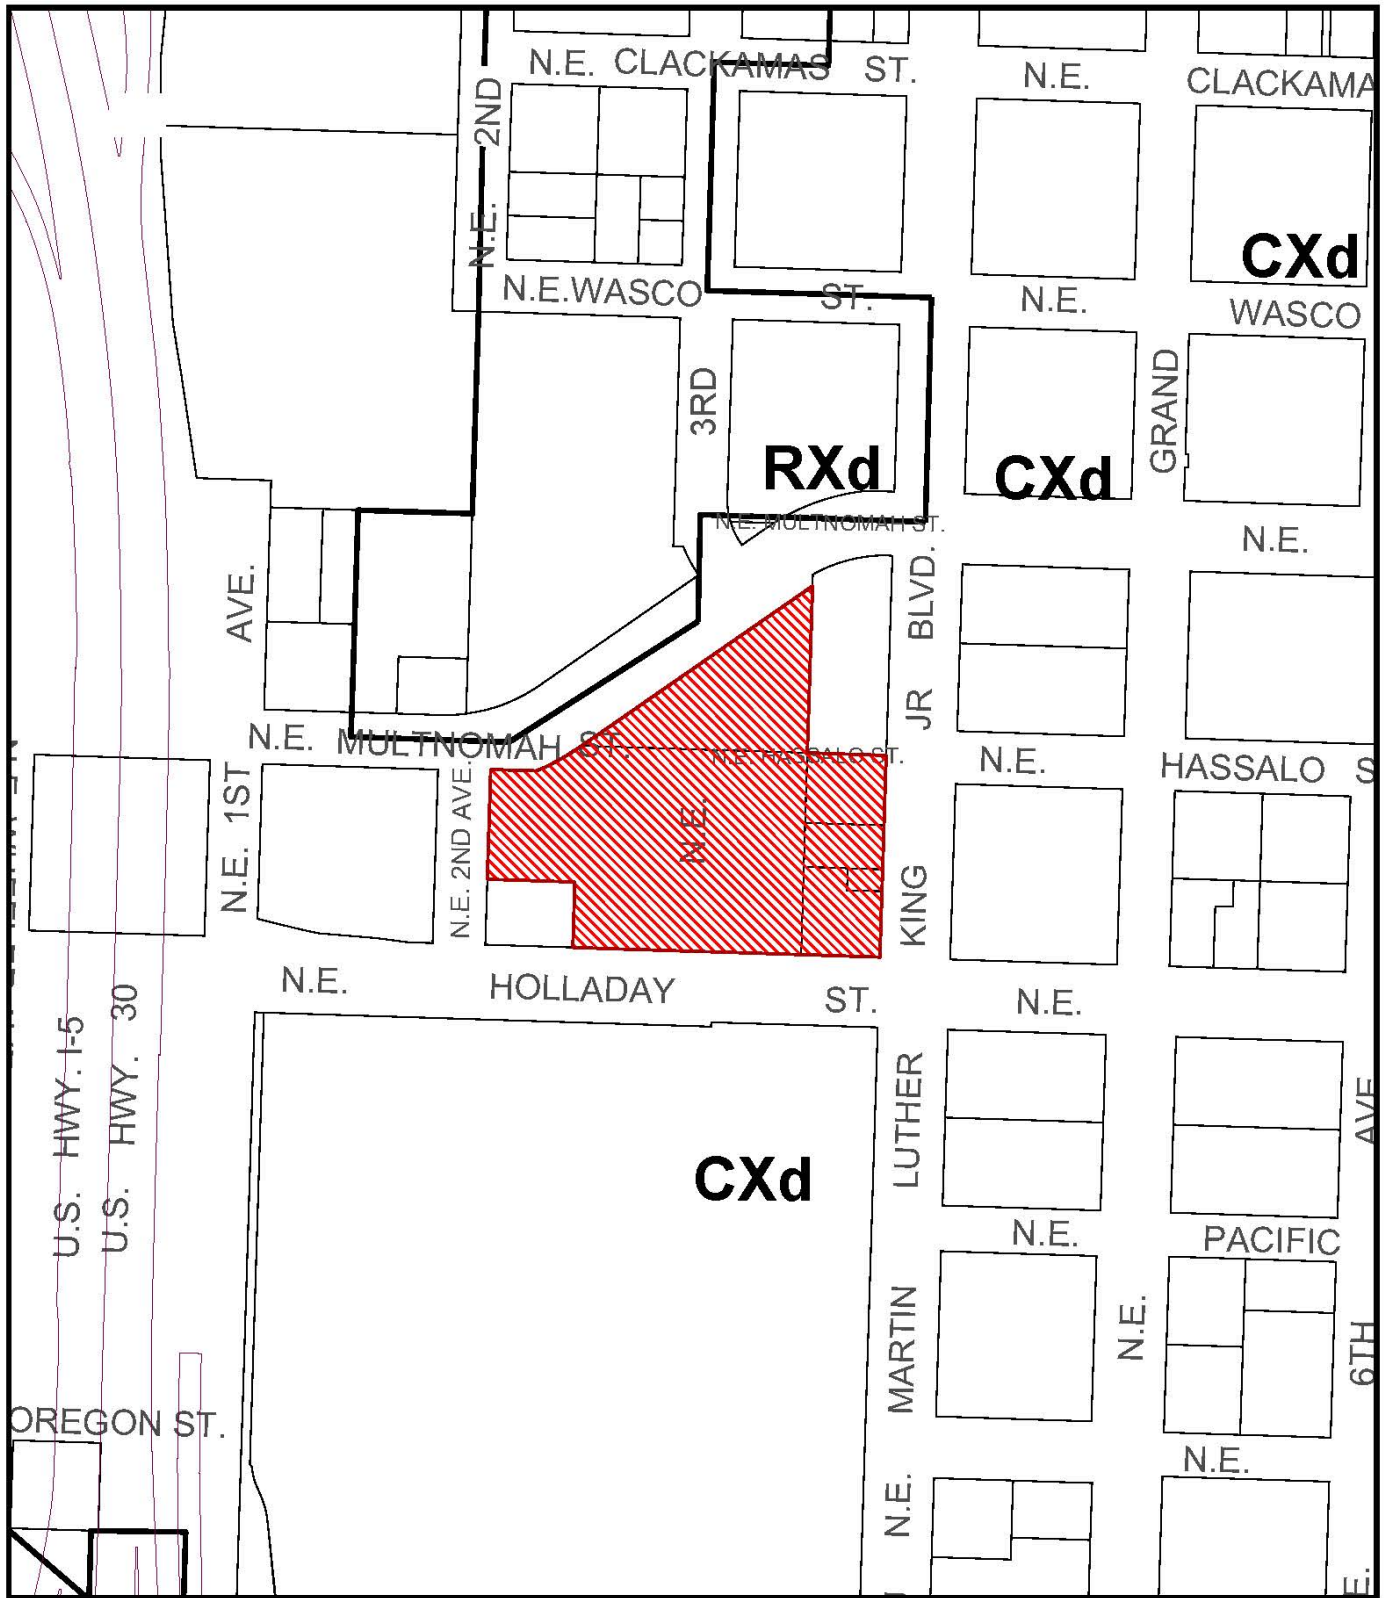 N.E. CLACKAMAS ST.
N.E.
CLACKAMA
N.E. 2ND
CXd
N.E. WASCO ST.
N.E.
WASCO
3RD
GRAND
RXd
CXd
N.E. MULTNOMAH ST.
N.E.
AVE.
BLVD.
JR
N.E. MULTNOMAH ST.
N.E. HASSALO ST.
N.E.
HASSALO S
N.E. 1ST
N.E. 2ND AVE.
N.E.
KING
N.E.
HOLLADAY
ST.
N.E.
U.S. HWY. I-5
U.S. HWY. 30
LUTHER
AVE
CXd
N.E.
PACIFIC
MARTIN
N.E.
6TH
OREGON ST.
N.E.
N.E.
E.